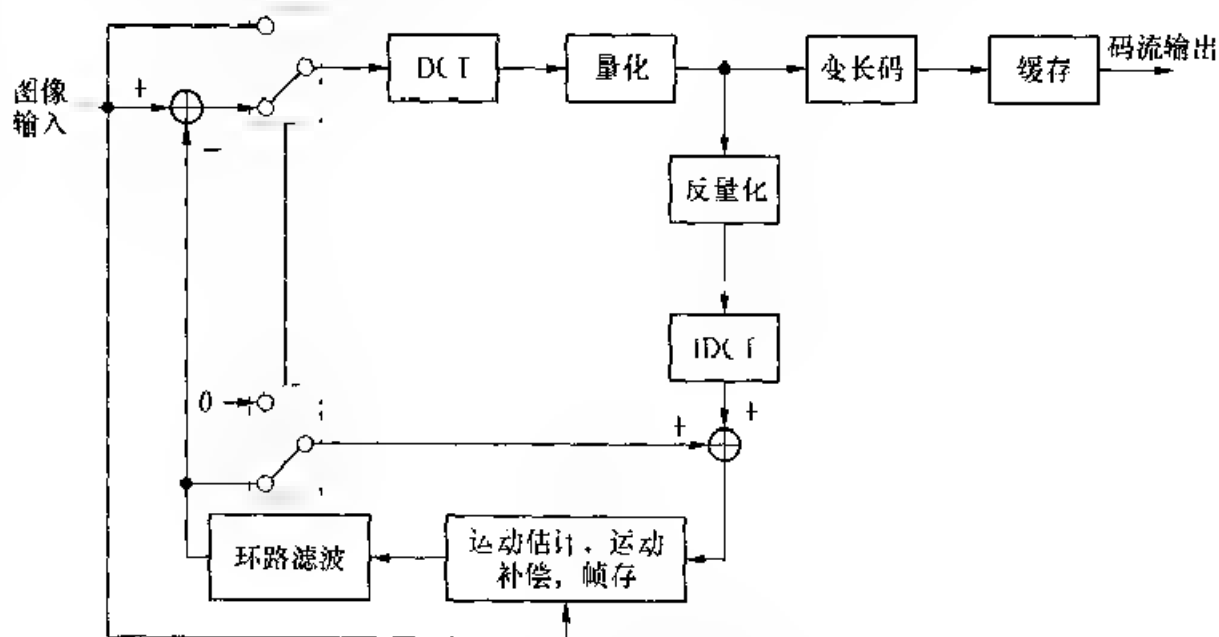 码流输出
DCT
量化
变长码
缓存
图像
输入
+
−
反量化
IDCT
0
+
+
环路滤波
运动估计、运动
补偿，帧存